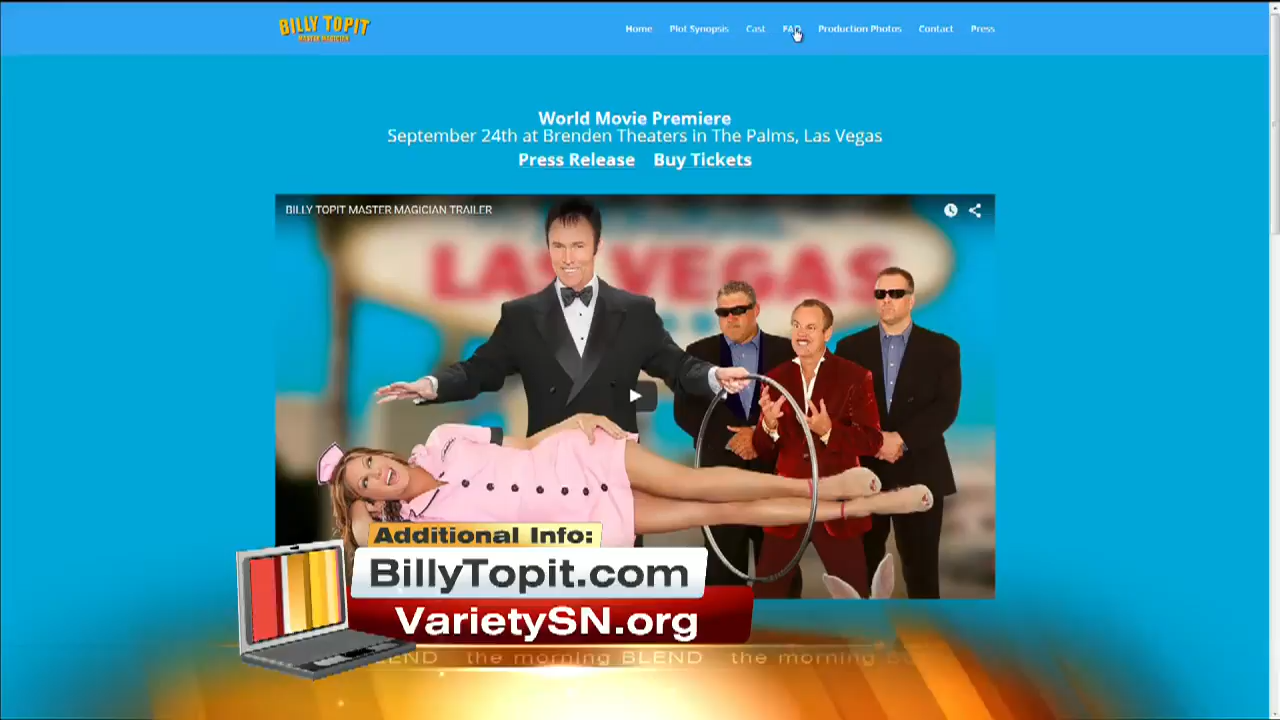 BILLY TOPIT
MASTER MAGICIAN
Home Plot Synopsis Cast FAQ Production Photos Contact Press
World Movie Premiere
September 24th at Brenden Theaters in The Palms, Las Vegas
Press Release Buy Tickets
BILLY TOPIT MASTER MAGICIAN TRAILER
LAS VEGAS
Additional Info:
BillyTopit.com
VarietySN.org
the morning BLEND the morning